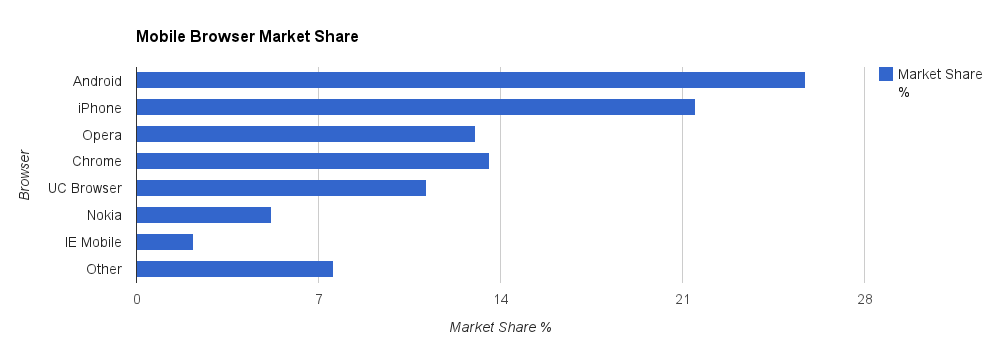 Mobile Browser Market Share
Android
iPhone
Opera
Chrome
UC Browser
Nokia
IE Mobile
Other
Browser
0 7 14 21 28
Market Share %
Market Share
%